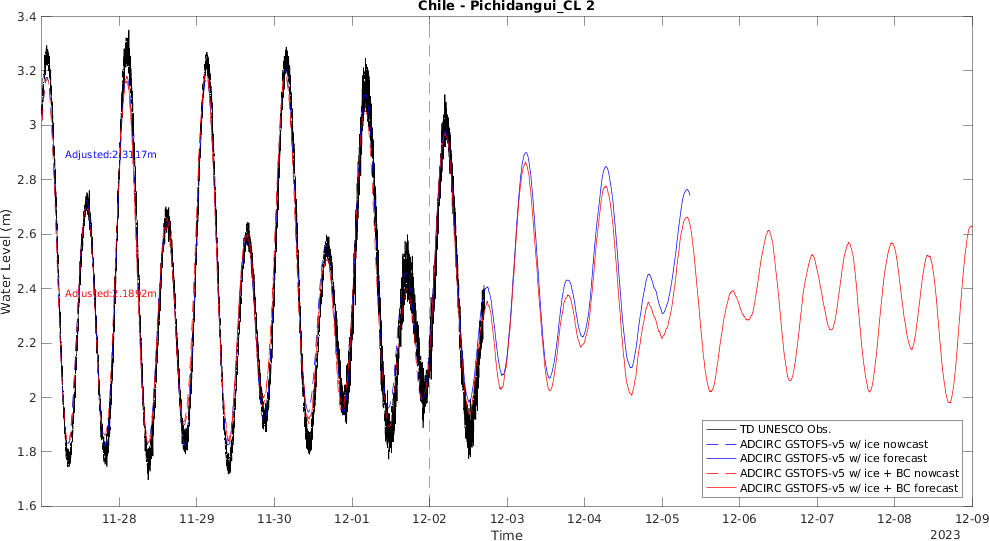 Chile - Pichidangui_CL 2
3.4
3.2
3
2.8
2.6
2.4
2.2
2
1.8
1.6
Water Level (m)
Adjusted:2.3117m
Adjusted:2.1892m
TD UNESCO Obs.
ADCIRC GSTOFS-v5 w/ ice nowcast
ADCIRC GSTOFS-v5 w/ ice forecast
ADCIRC GSTOFS-v5 w/ ice + BC nowcast
ADCIRC GSTOFS-v5 w/ ice + BC forecast
11-28 11-29 11-30 12-01 12-02 12-03 12-04 12-05 12-06 12-07 12-08 12-09
Time
2023